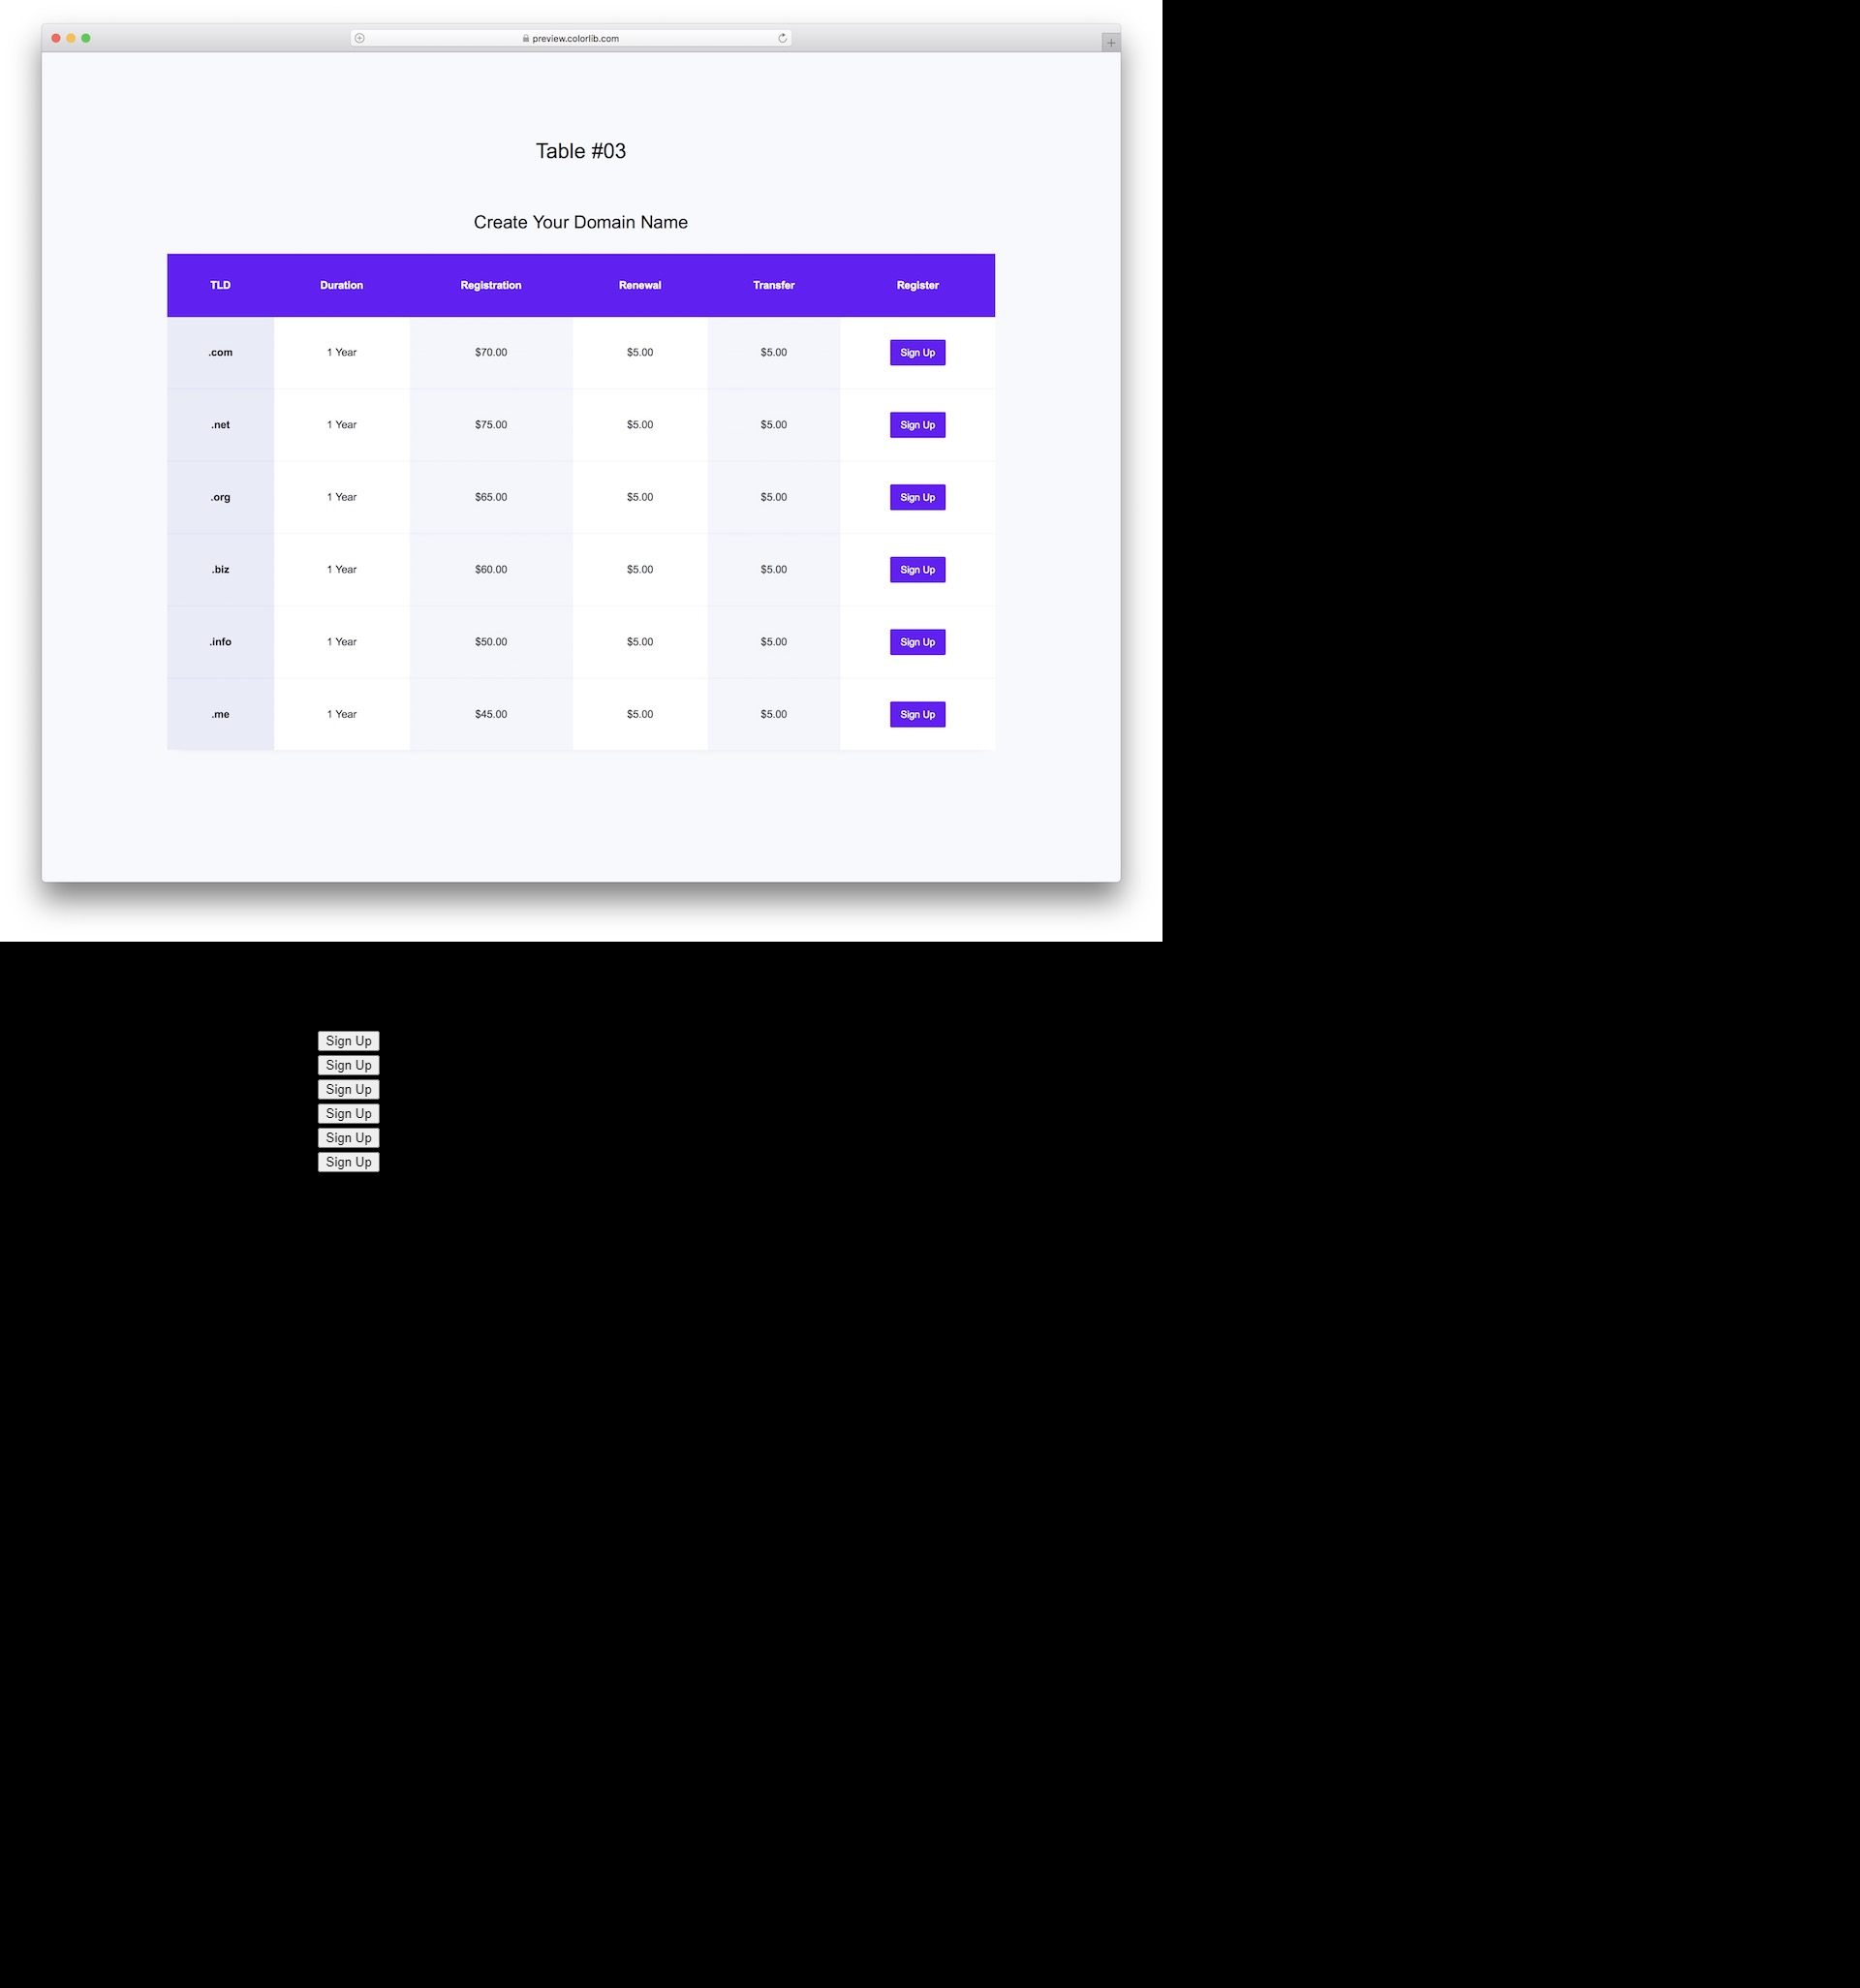 preview.colorlib.com
Table #03
Create Your Domain Name
TLD Duration Registration Renewal Transfer Register
.com 1 Year $70.00 $5.00 $5.00 Sign Up
.net 1 Year $75.00 $5.00 $5.00 Sign Up
.org 1 Year $65.00 $5.00 $5.00 Sign Up
.biz 1 Year $60.00 $5.00 $5.00 Sign Up
.info 1 Year $50.00 $5.00 $5.00 Sign Up
.me 1 Year $45.00 $5.00 $5.00 Sign Up
Sign Up
Sign Up
Sign Up
Sign Up
Sign Up
Sign Up